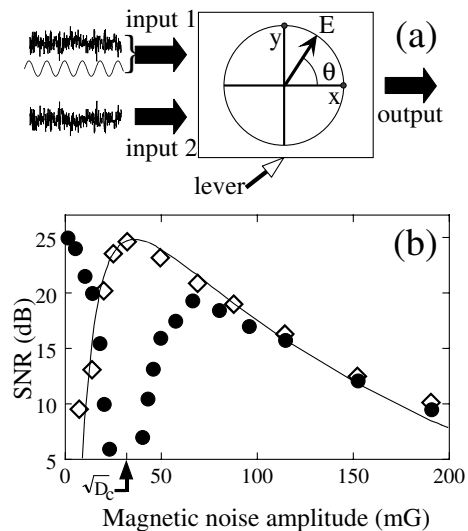 input 1
y
E
(a)
θ
x
output
input 2
lever
(b)
25
20
15
10
5
SNR (dB)
0
50
100
150
200
√Dc
Magnetic noise amplitude (mG)